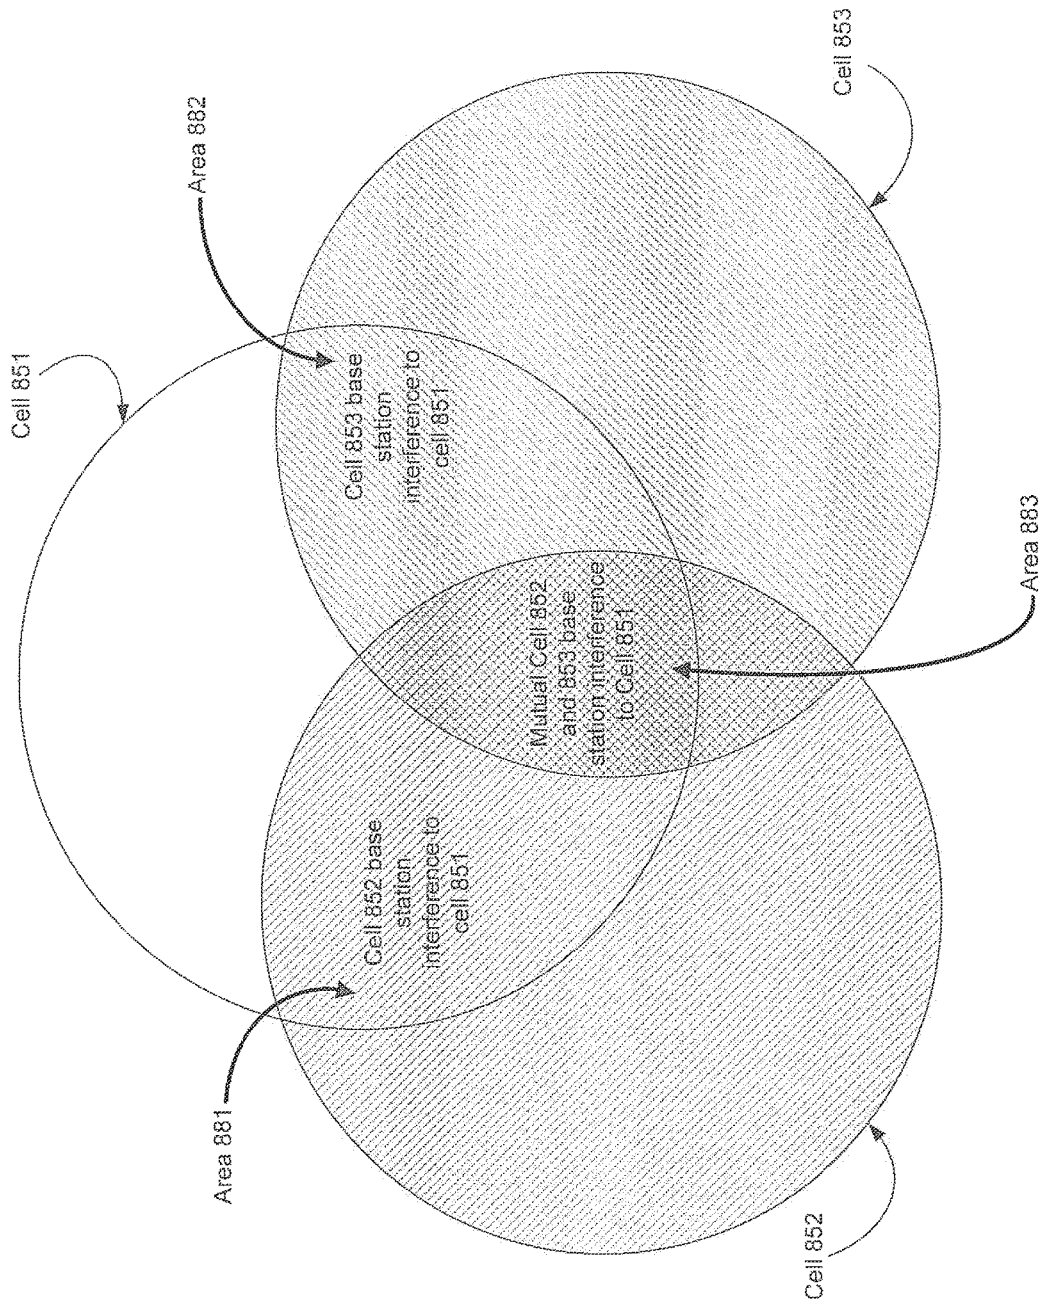 Cell 851
Area 881
Area 882
Cell 852 base
station
interference to
cell 851
Cell 853 base
station
interference to
cell 851
Mutual Cell 852
and 853 base
station interference
to Cell 851
Cell 852
Area 883
Cell 853